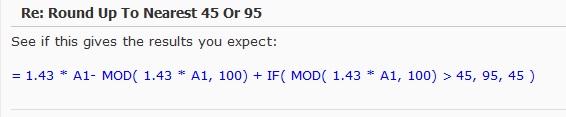 Re: Round Up To Nearest 45 Or 95
See if this gives the results you expect:
= 1.43 * A1- MOD( 1.43 * A1, 100) + IF( MOD( 1.43 * A1, 100) > 45, 95, 45 )